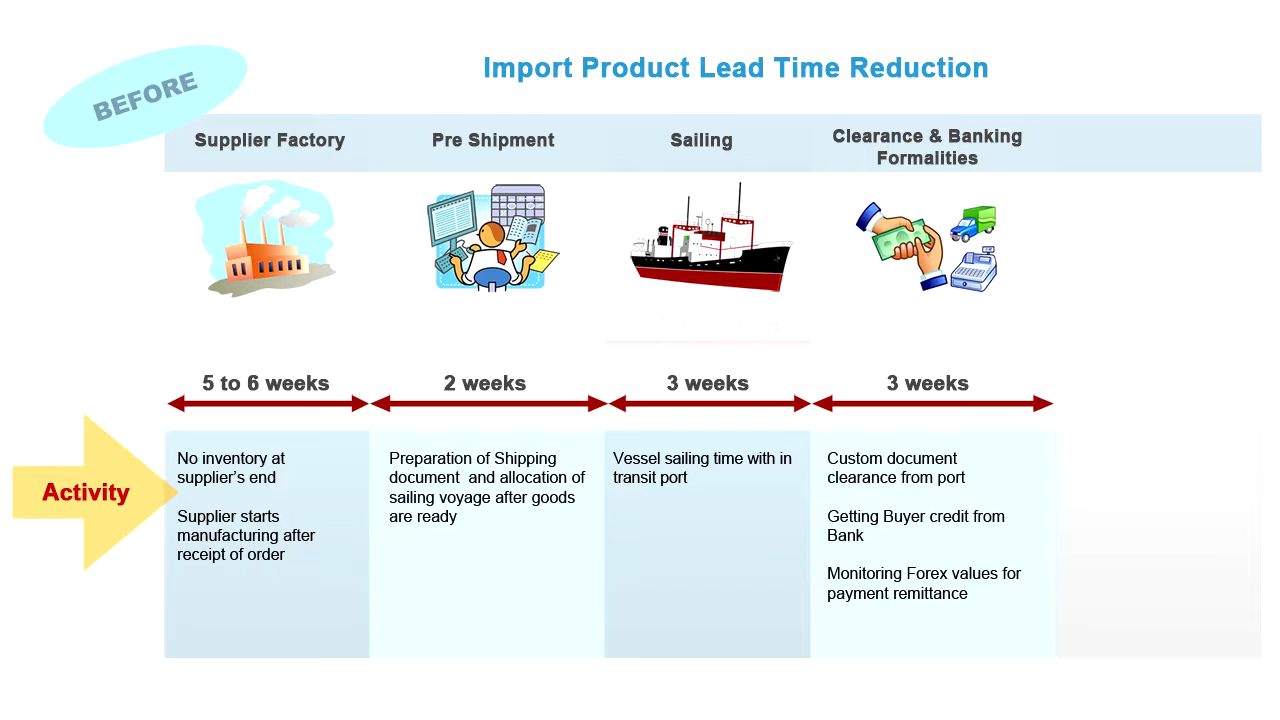 BEFORE
Import Product Lead Time Reduction
Supplier Factory
Pre Shipment
Sailing
Clearance & Banking
Formalities
5 to 6 weeks
2 weeks
3 weeks
3 weeks
Activity
No inventory at
supplier’s end
Supplier starts
manufacturing after
receipt of order
Preparation of Shipping
document  and allocation of
sailing voyage after goods
are ready
Vessel sailing time with in
transit port
Custom document
clearance from port
Getting Buyer credit from
Bank
Monitoring Forex values for
payment remittance